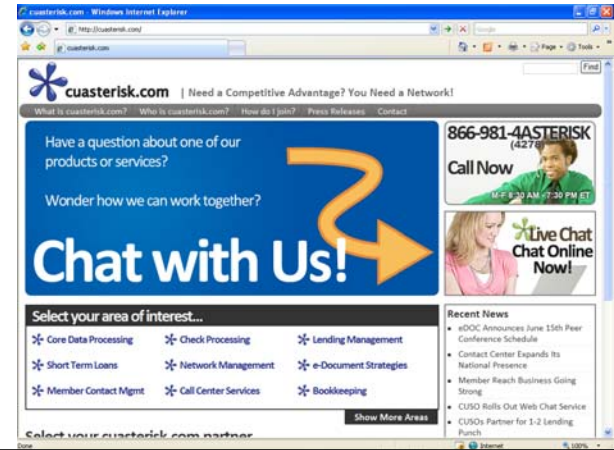 cuasterisk.com - Windows Internet Explorer
http://cuasterisk.com/
Google
cuasterisk.com
Page
Tools
Find
cuasterisk.com | Need a Competitive Advantage? You Need a Network!
What Is cuasterisk.com? Who is cuasterisk.com? How do I join? Press Releases Contact
Have a question about one of our
products or services?
Wonder how we can work together?
Chat with Us!
866-981-4ASTERISK
(4278)
Call Now
M-F 8:30 AM - 7:30 PM ET
Live Chat
Chat Online
Now!
Select your area of interest...
Core Data Processing
Check Processing
Lending Management
Short Term Loans
Network Management
e-Document Strategies
Member Contact Mgmt
Call Center Services
Bookkeeping
Show More Areas
Select your cuasterisk.com partner
Recent News
eDOC Announces June 15th Peer
Conference Schedule
Contact Center Expands Its
National Presence
Member Reach Business Going
Strong
CUSO Rolls Out Web Chat Service
CUSOs Partner for 1-2 Lending
Punch
Done
Internet
100%